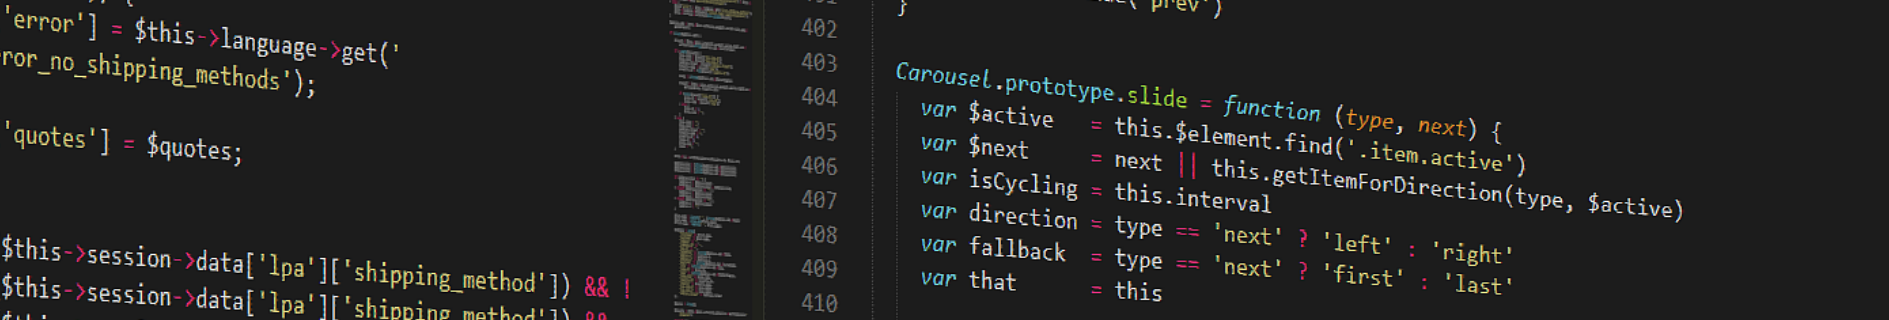 'error'] = $this->language->get('
ror_no_shipping_methods');
'quotes'] = $quotes;
$this->session->data['lpa']['shipping_method']) && !
$this->session->data['lpa']['shipping_method']) &&
'prev')
402 }
403
404 Carousel.prototype.slide = function (type, next) {
405 var $active = this.$element.find('.item.active')
406 var $next = next || this.getItemForDirection(type, $active)
407 var isCycling = this.interval
408 var direction = type == 'next' ? 'left' : 'right'
409 var fallback = type == 'next' ? 'first' : 'last'
410 var that = this